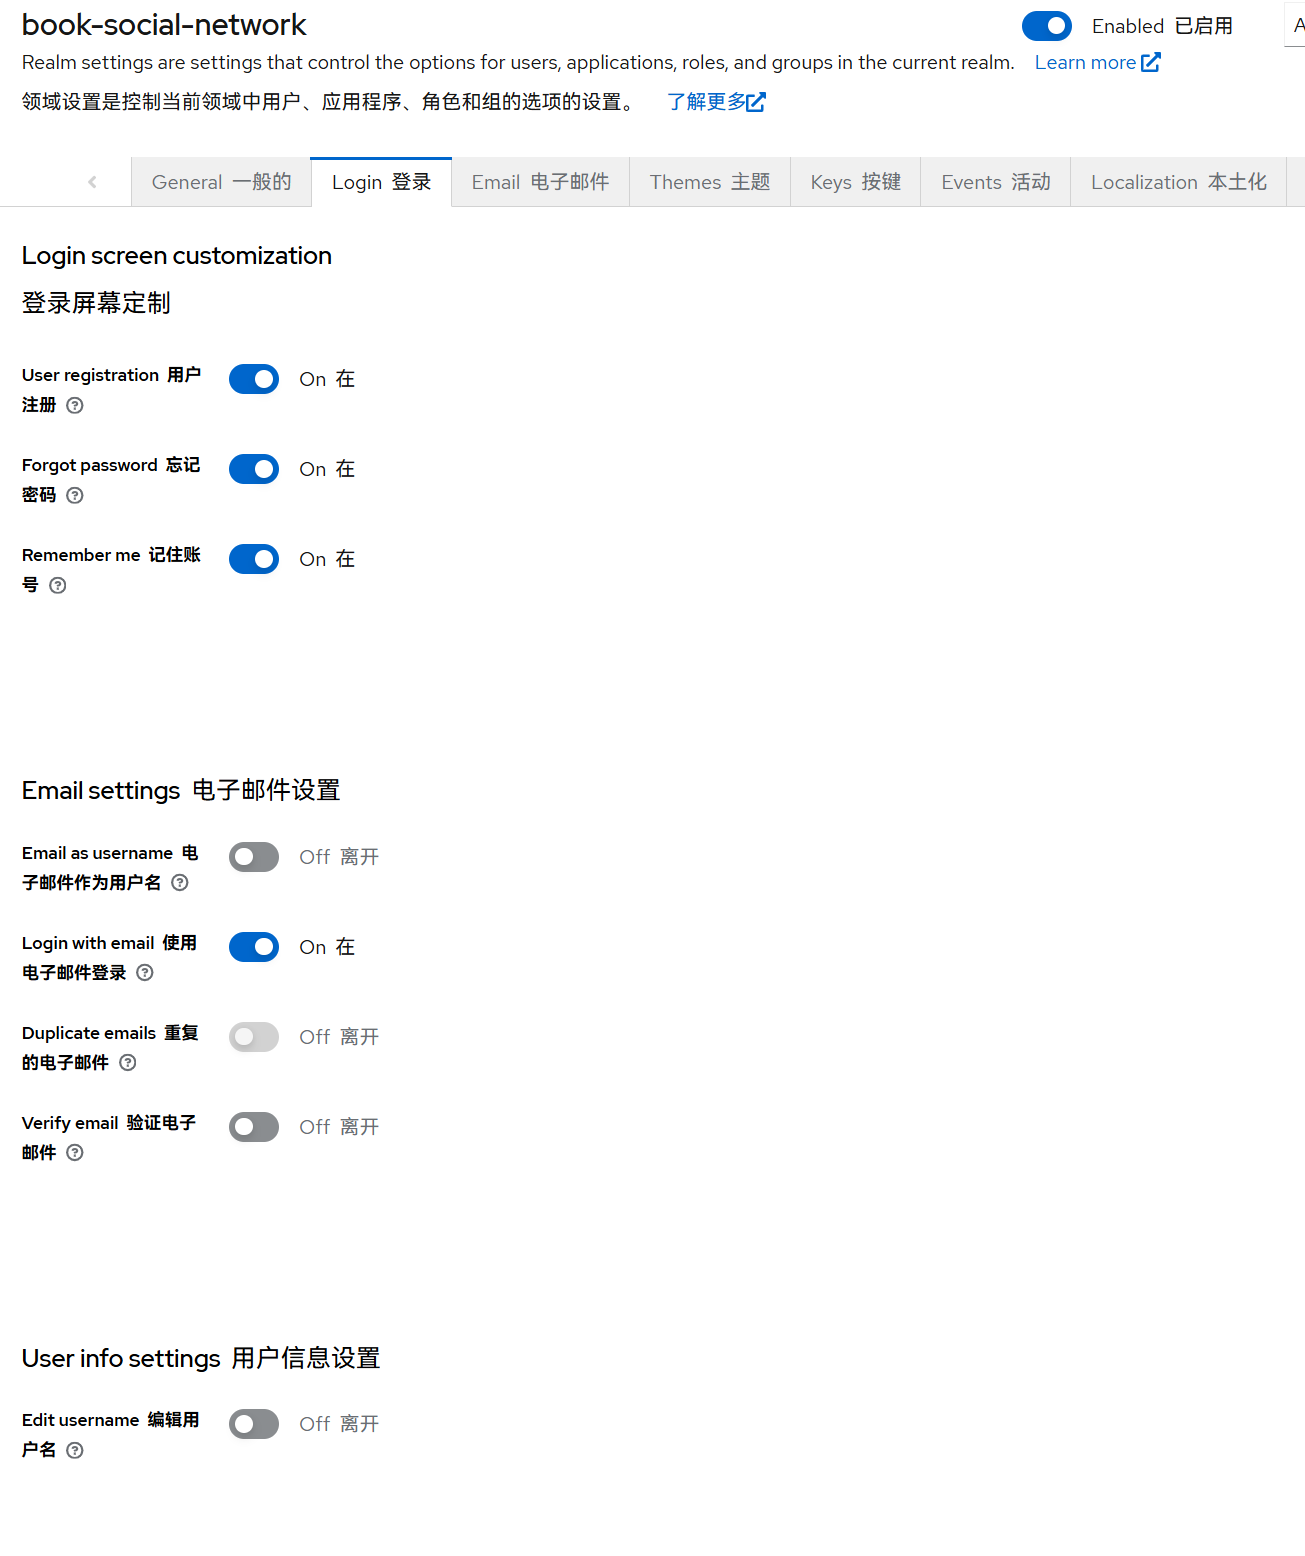 book-social-network
Enabled 已启用
Realm settings are settings that control the options for users, applications, roles, and groups in the current realm. Learn more
领域设置是控制当前领域中用户、应用程序、角色和组的选项的设置。 了解更多
General 一般的 Login 登录 Email 电子邮件 Themes 主题 Keys 按键 Events 活动 Localization 本土化
Login screen customization
登录屏幕定制
User registration 用户
注册
On 在
Forgot password 忘记
密码
On 在
Remember me 记住账
号
On 在
Email settings 电子邮件设置
Email as username 电
子邮件作为用户名
Off 离开
Login with email 使用
电子邮件登录
On 在
Duplicate emails 重复
的电子邮件
Off 离开
Verify email 验证电子
邮件
Off 离开
User info settings 用户信息设置
Edit username 编辑用
户名
Off 离开